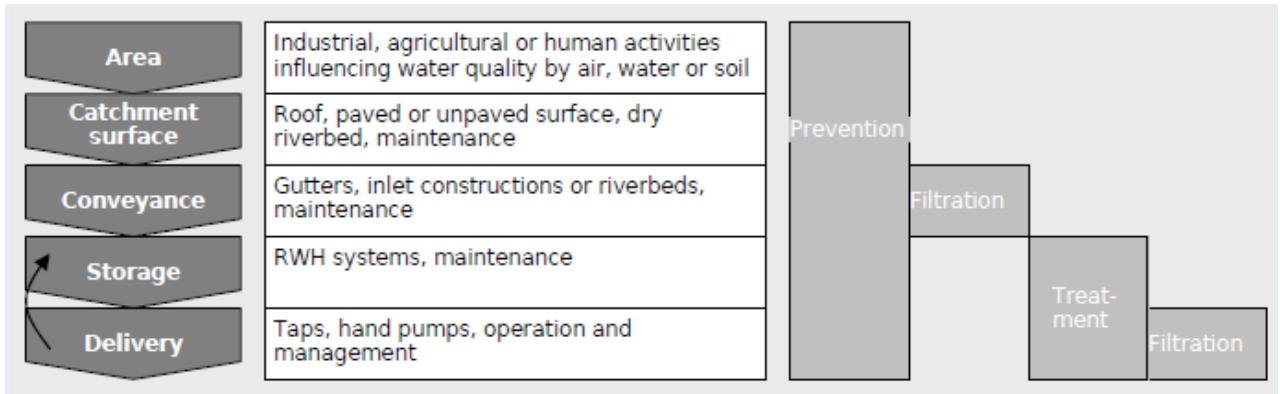 Area
Industrial, agricultural or human activities
influencing water quality by air, water or soil
Catchment
surface
Roof, paved or unpaved surface, dry
riverbed, maintenance
Prevention
Conveyance
Gutters, inlet constructions or riverbeds,
maintenance
Filtration
Storage
RWH systems, maintenance
Treat-
ment
Delivery
Taps, hand pumps, operation and
management
Filtration